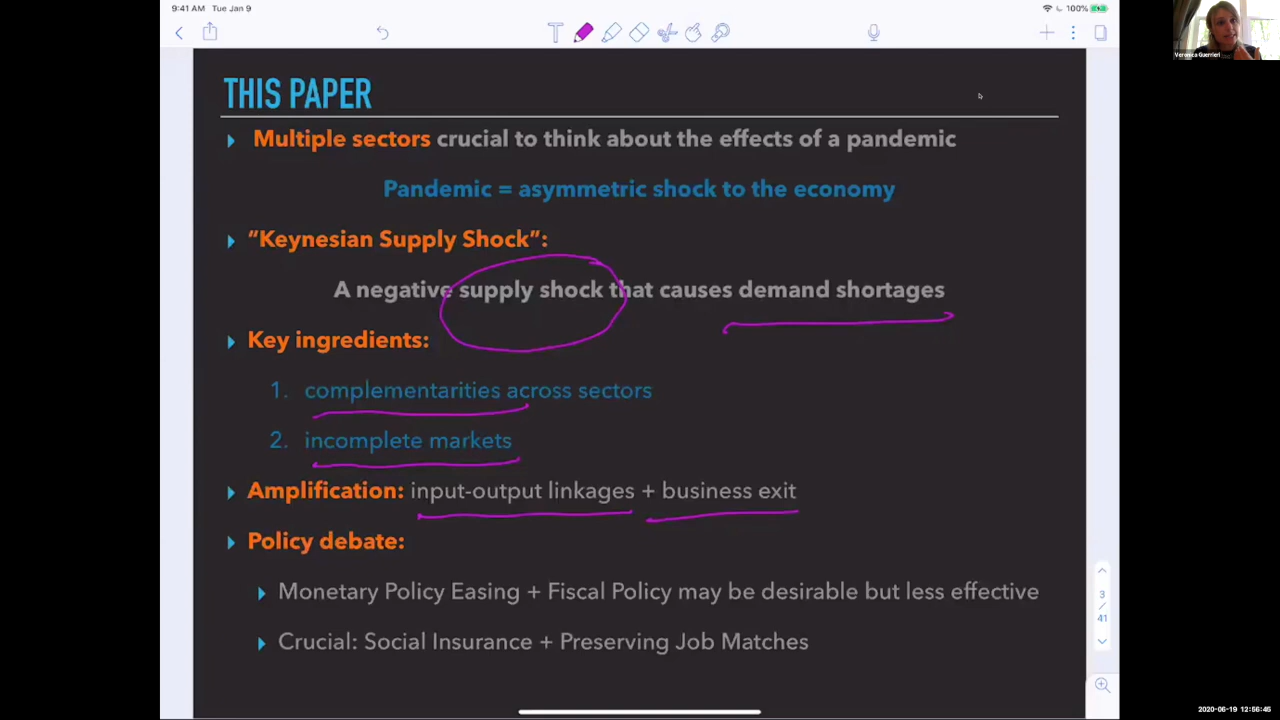 9:41 AM Tue Jan 9
100%
Veronica Guerrieri
THIS PAPER
Multiple sectors crucial to think about the effects of a pandemic
Pandemic = asymmetric shock to the economy
“Keynesian Supply Shock”:
A negative supply shock that causes demand shortages
Key ingredients:
1. complementarities across sectors
2. incomplete markets
Amplification: input-output linkages + business exit
Policy debate:
Monetary Policy Easing + Fiscal Policy may be desirable but less effective
Crucial: Social Insurance + Preserving Job Matches
3
/
41
2020-06-19 12:56:45